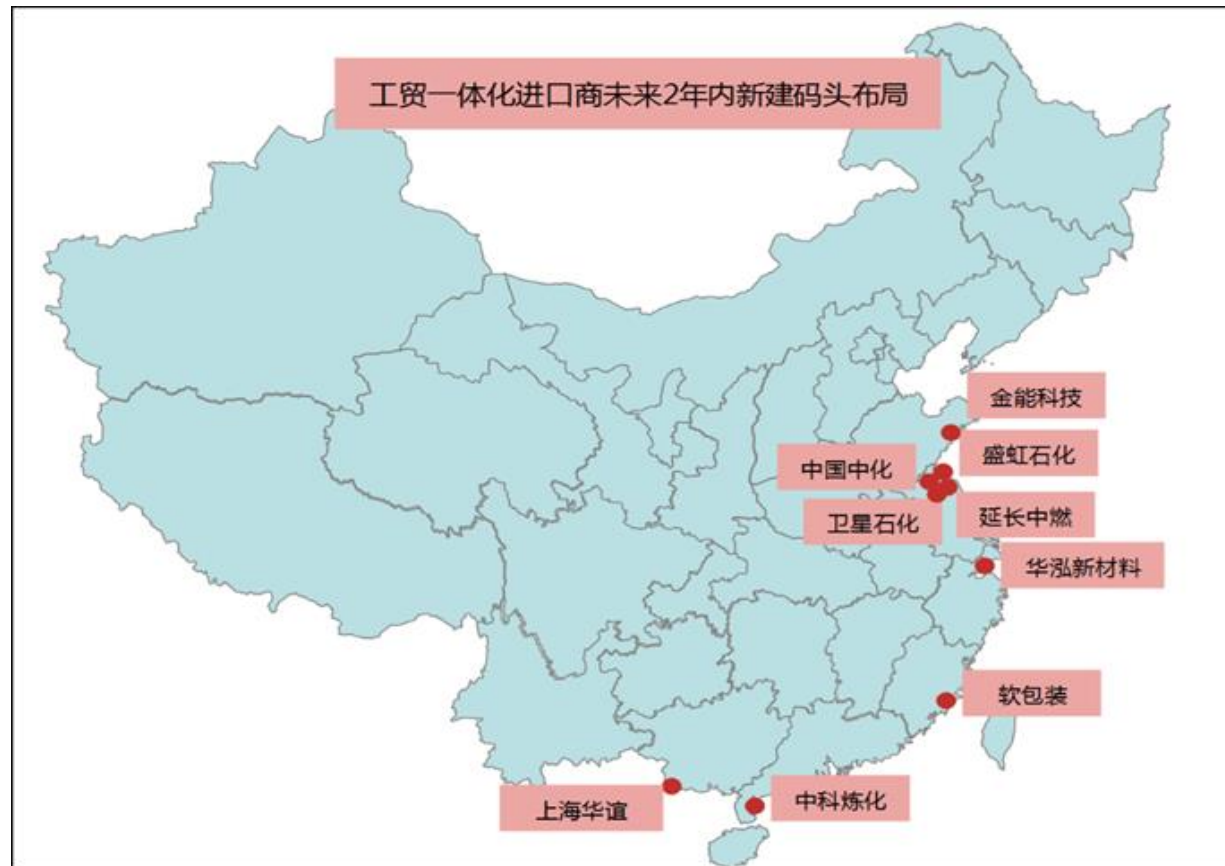 工贸一体化进口商未来2年内新建码头布局
金能科技
盛虹石化
中国中化
卫星石化
延长中燃
华泓新材料
软包装
中科炼化
上海华谊